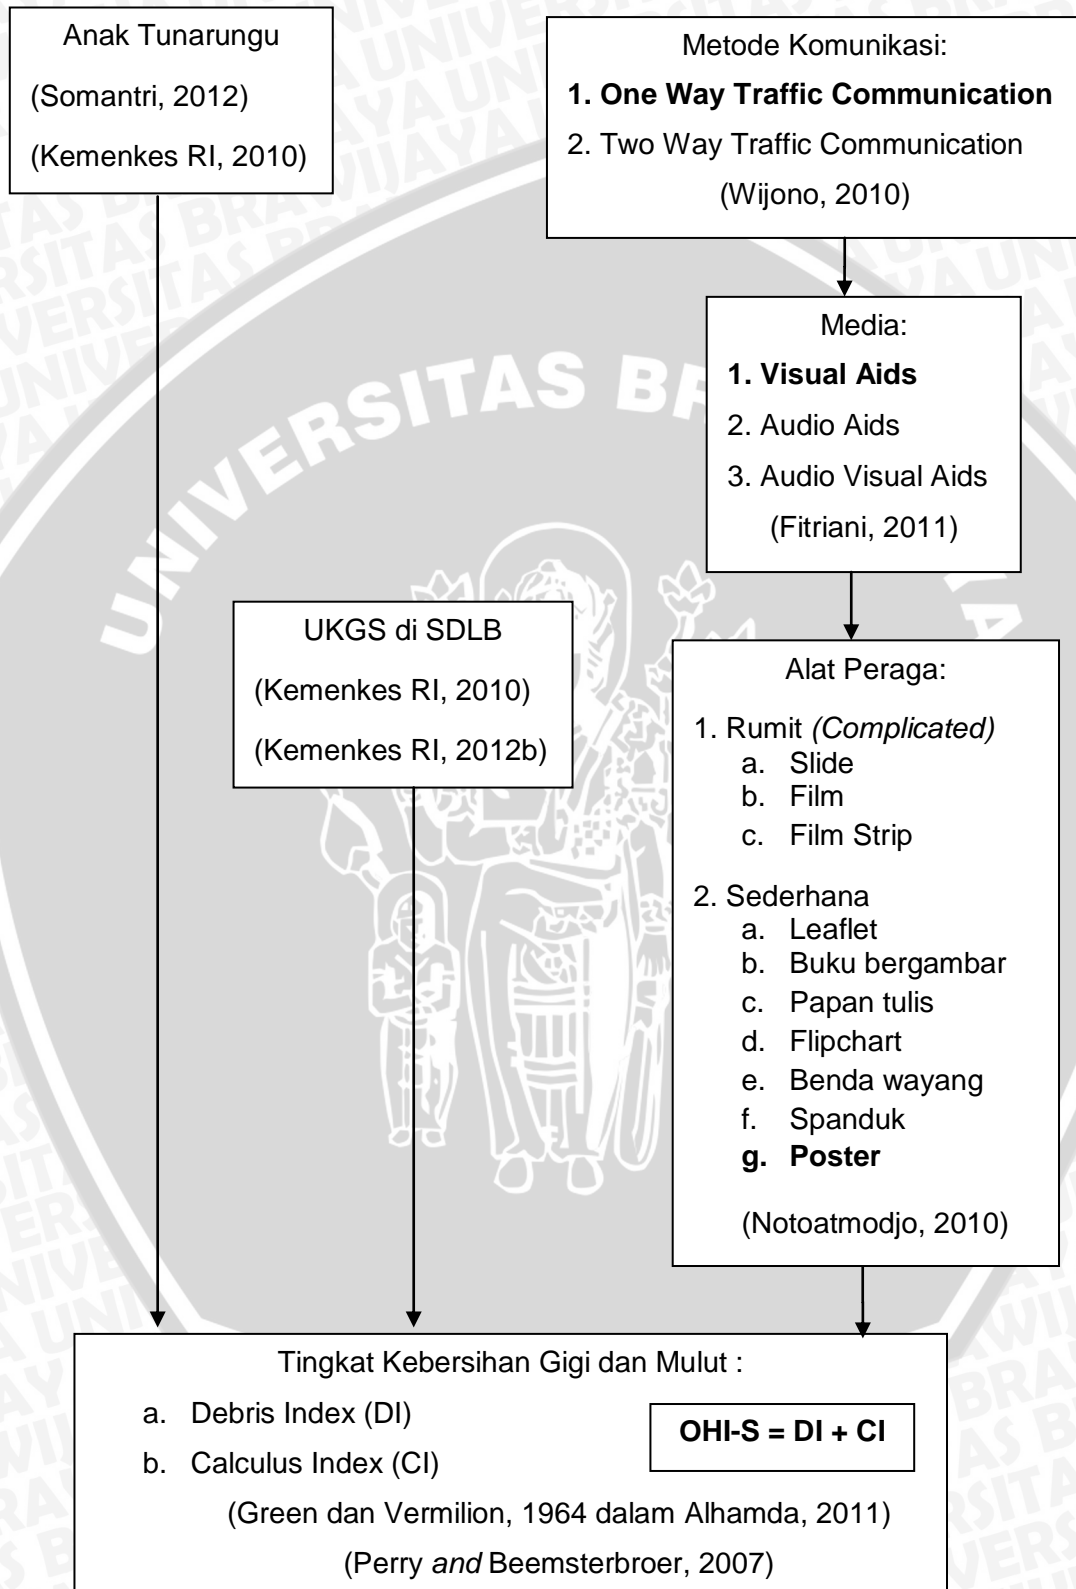 Anak Tunarungu
(Somantri, 2012)
(Kemenkes RI, 2010)
Metode Komunikasi:
1. One Way Traffic Communication
2. Two Way Traffic Communication
(Wijono, 2010)
Media:
1. Visual Aids
2. Audio Aids
3. Audio Visual Aids
(Fitriani, 2011)
UKGS di SDLB
(Kemenkes RI, 2010)
(Kemenkes RI, 2012b)
Alat Peraga:
1. Rumit (Complicated)
a. Slide
b. Film
c. Film Strip
2. Sederhana
a. Leaflet
b. Buku bergambar
c. Papan tulis
d. Flipchart
e. Benda wayang
f. Spanduk
g. Poster
(Notoatmodjo, 2010)
Tingkat Kebersihan Gigi dan Mulut :
a. Debris Index (DI)
b. Calculus Index (CI)
OHI-S = DI + CI
(Green dan Vermilion, 1964 dalam Alhamda, 2011)
(Perry and Beemsterbroer, 2007)
UNIVERSITAS BR